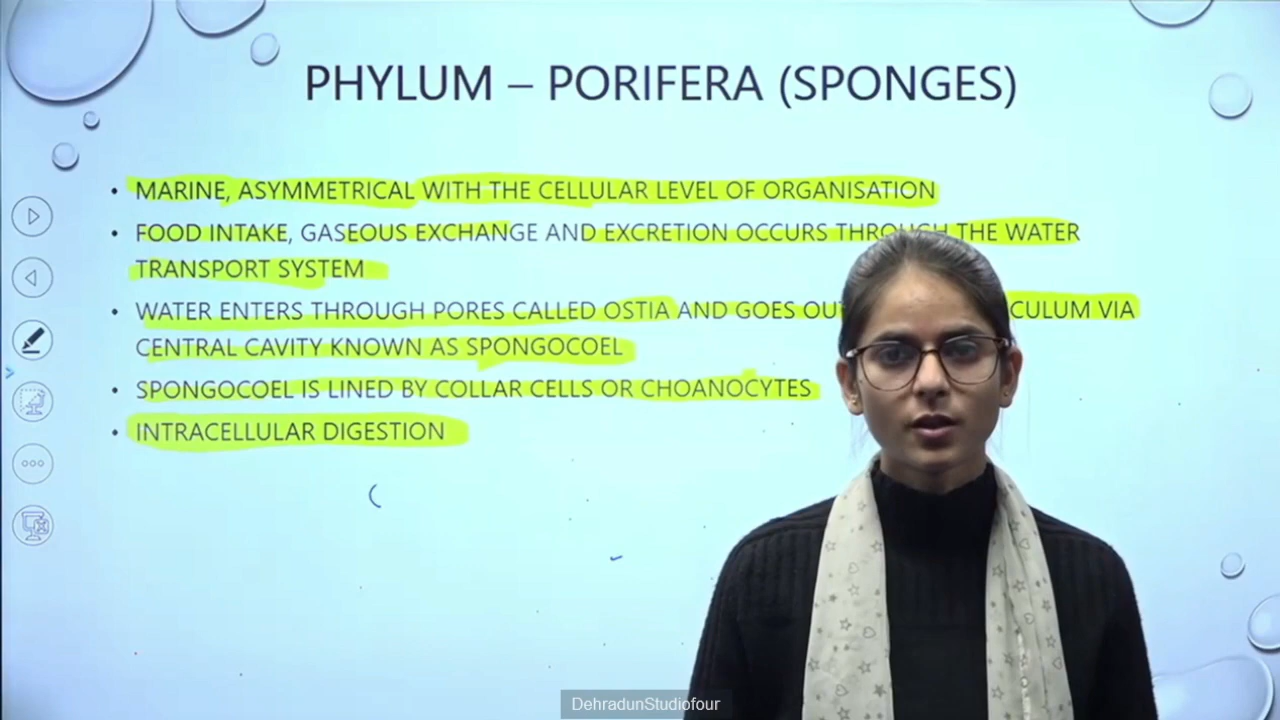 PHYLUM – PORIFERA (SPONGES)
• MARINE, ASYMMETRICAL WITH THE CELLULAR LEVEL OF ORGANISATION
• FOOD INTAKE, GASEOUS EXCHANGE AND EXCRETION OCCURS THROUGH THE WATER
TRANSPORT SYSTEM
• WATER ENTERS THROUGH PORES CALLED OSTIA AND GOES CULUM VIA
CENTRAL CAVITY KNOWN AS SPONGOCOEL
• SPONGOCOEL IS LINED BY COLLAR CELLS OR CHOANOCYTES
• INTRACELLULAR DIGESTION
DehradunStudiofour